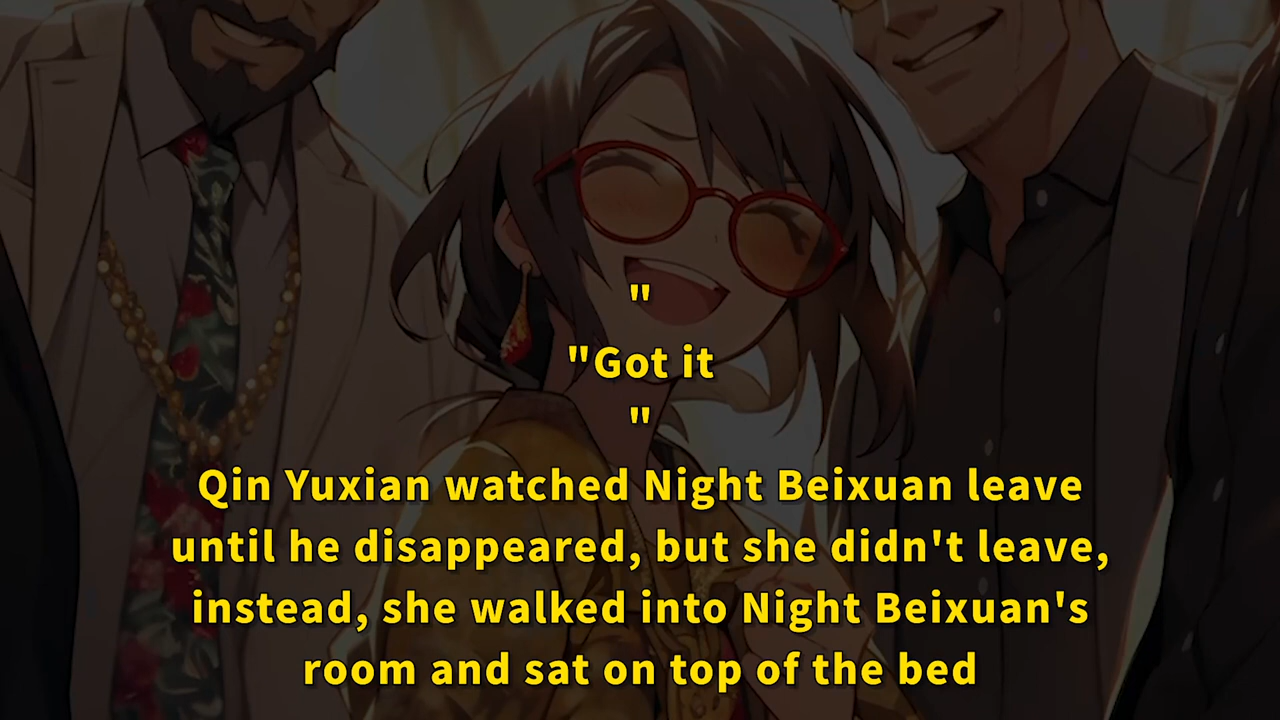 "
"Got it
"
Qin Yuxian watched Night Beixuan leave
until he disappeared, but she didn't leave,
instead, she walked into Night Beixuan's
room and sat on top of the bed